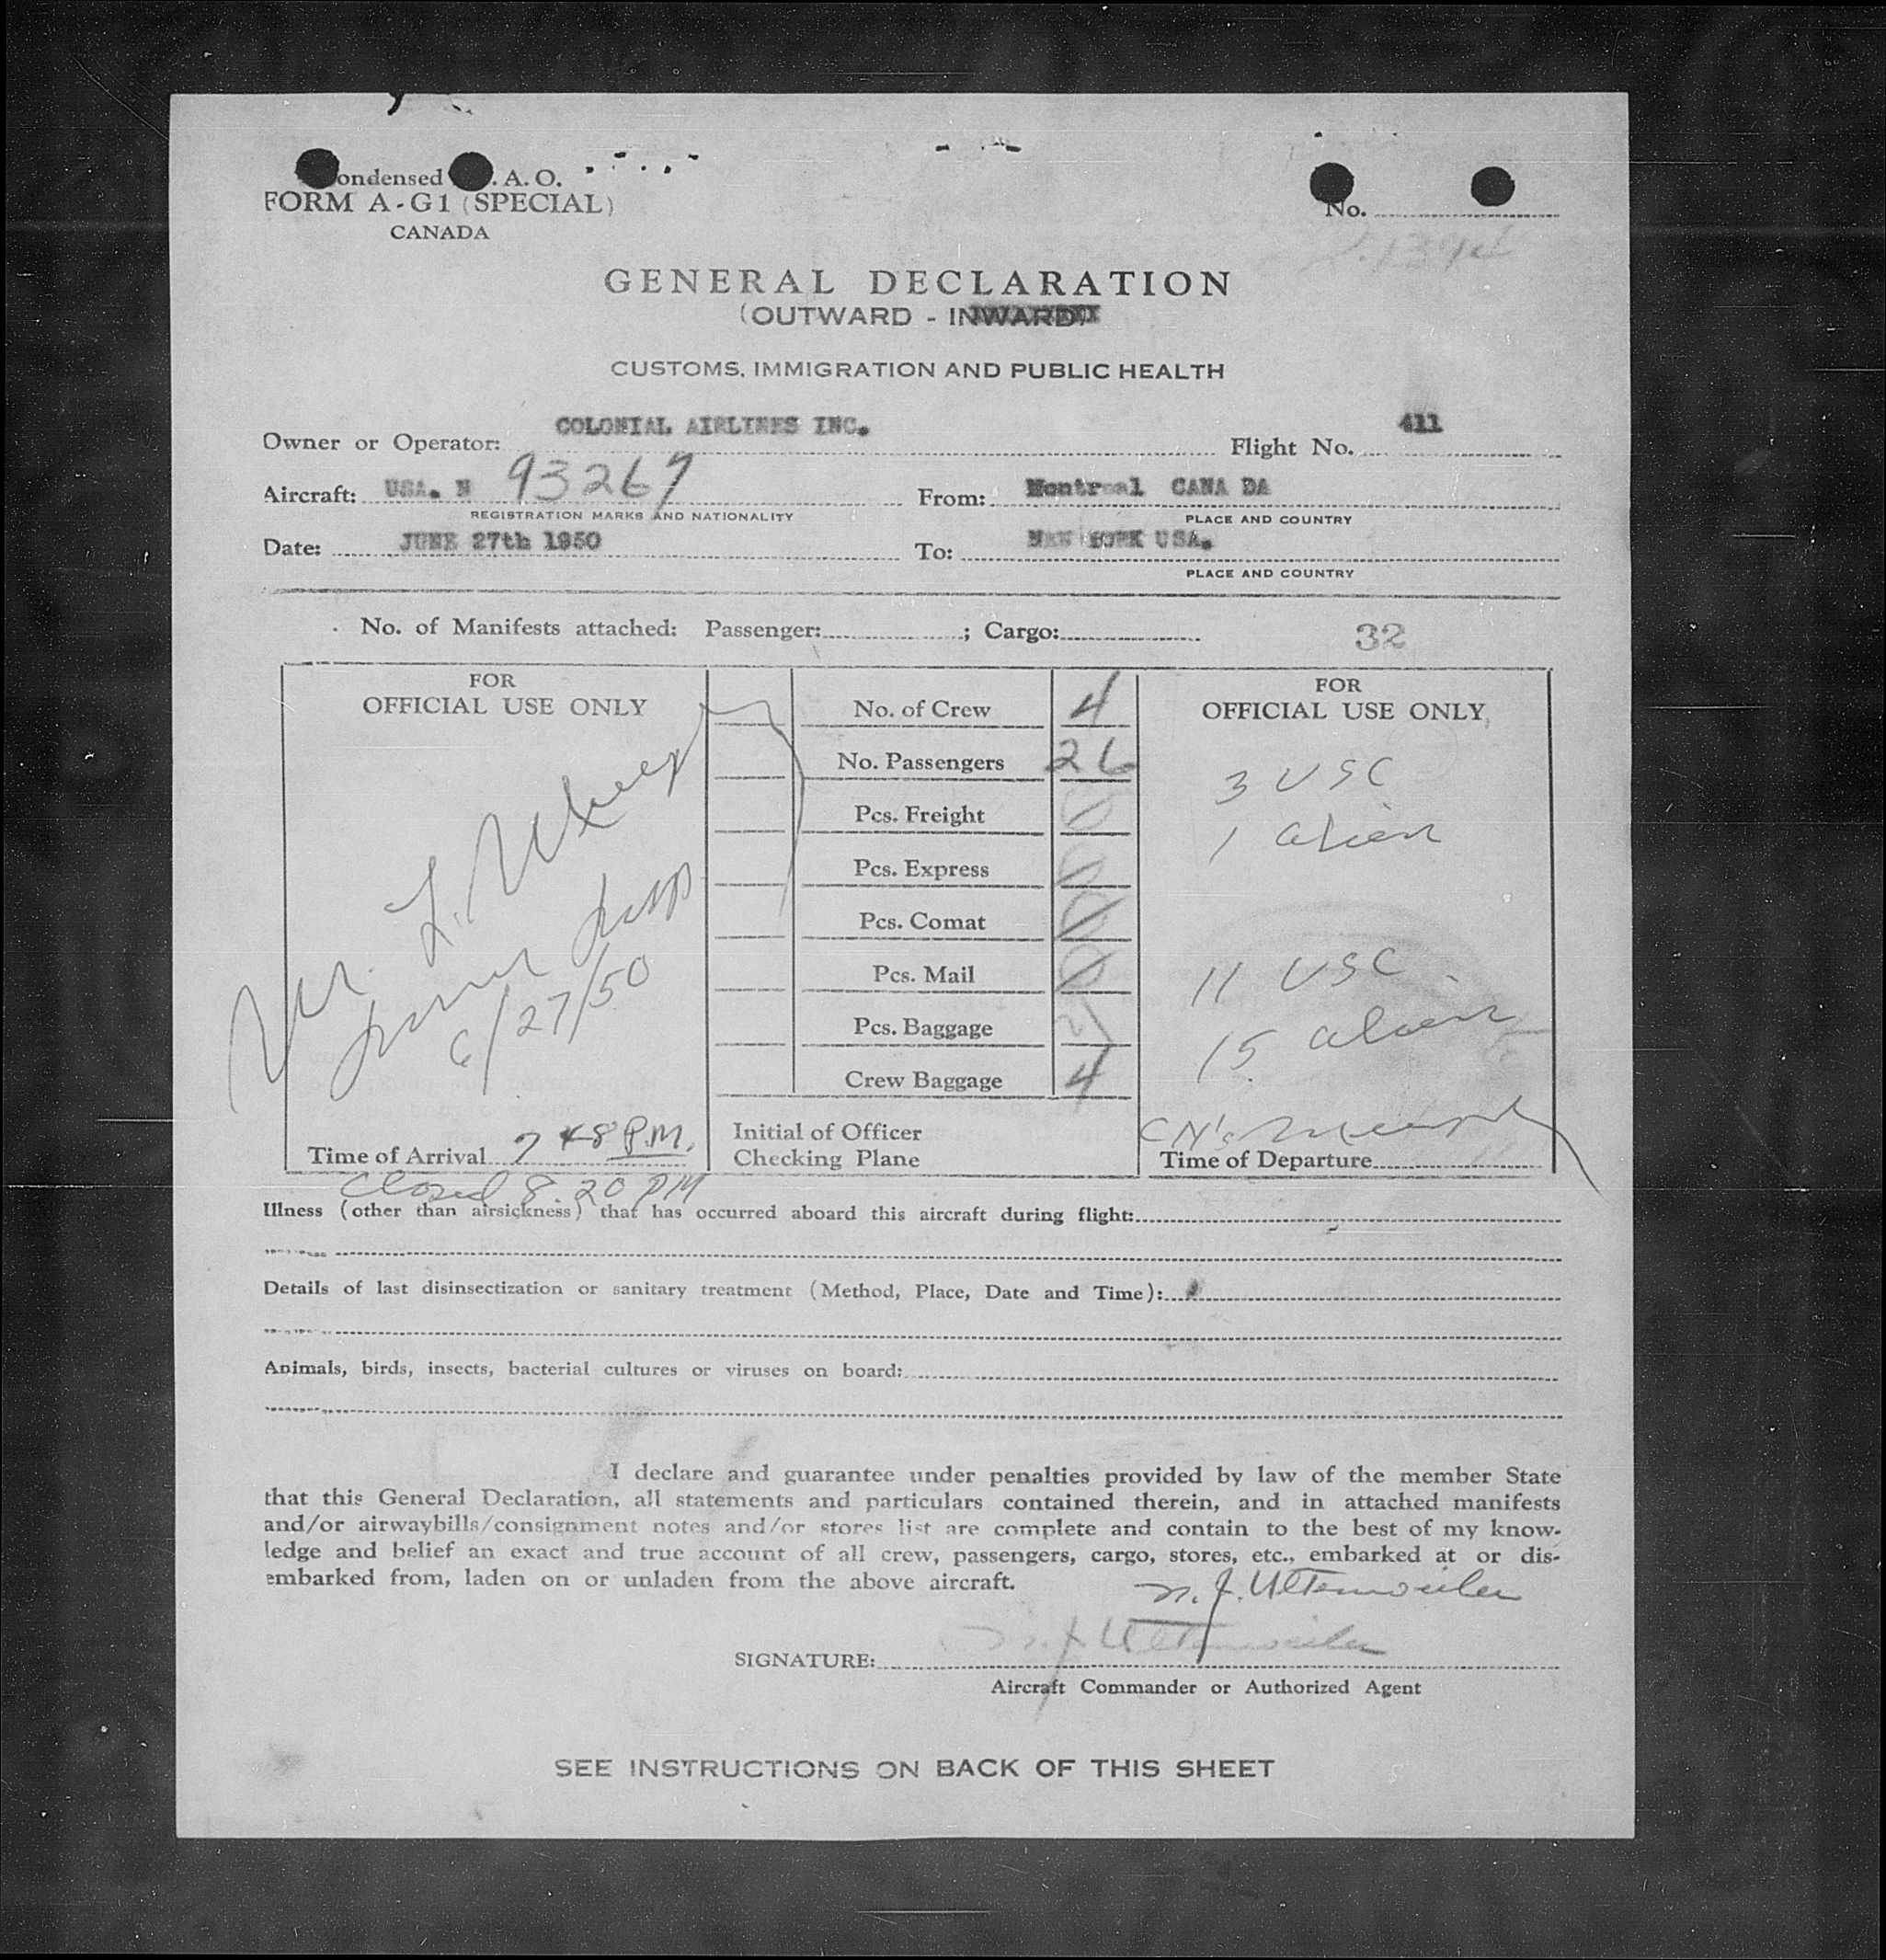 ondensed .A.O.
FORM A-G1 (SPECIAL)
CANADA
No.
GENERAL DECLARATION
(OUTWARD - INWARD)
CUSTOMS, IMMIGRATION AND PUBLIC HEALTH
Owner or Operator: COLONIAL AIRLINES INC. Flight No. 411
Aircraft: USA. N 93267 From: Montreal CANA DA
REGISTRATION MARKS AND NATIONALITY PLACE AND COUNTRY
Date: JUNE 27th 1950 To: NEW YORK USA.
PLACE AND COUNTRY
No. of Manifests attached: Passenger: ; Cargo: 32
FOR
OFFICIAL USE ONLY
6/27/50
Time of Arrival 7 48 P.M.
closed 8.20 PM
No. of Crew 4
No. Passengers 26
Pcs. Freight 0
Pcs. Express 0
Pcs. Comat 0
Pcs. Mail 0
Pcs. Baggage
Crew Baggage 4
Initial of Officer
Checking Plane
FOR
OFFICIAL USE ONLY
3 USC
1 alien
11 USC
15 alien
Time of Departure
Illness (other than airsickness) that has occurred aboard this aircraft during flight:
Details of last disinsectization or sanitary treatment (Method, Place, Date and Time):
Animals, birds, insects, bacterial cultures or viruses on board:
I declare and guarantee under penalties provided by law of the member State
that this General Declaration, all statements and particulars contained therein, and in attached manifests
and/or airwaybills/consignment notes and/or stores list are complete and contain to the best of my know-
ledge and belief an exact and true account of all crew, passengers, cargo, stores, etc., embarked at or dis-
embarked from, laden on or unladen from the above aircraft.
n. J. Ultenweiler
SIGNATURE: n. J. Ultenweiler
Aircraft Commander or Authorized Agent
SEE INSTRUCTIONS ON BACK OF THIS SHEET